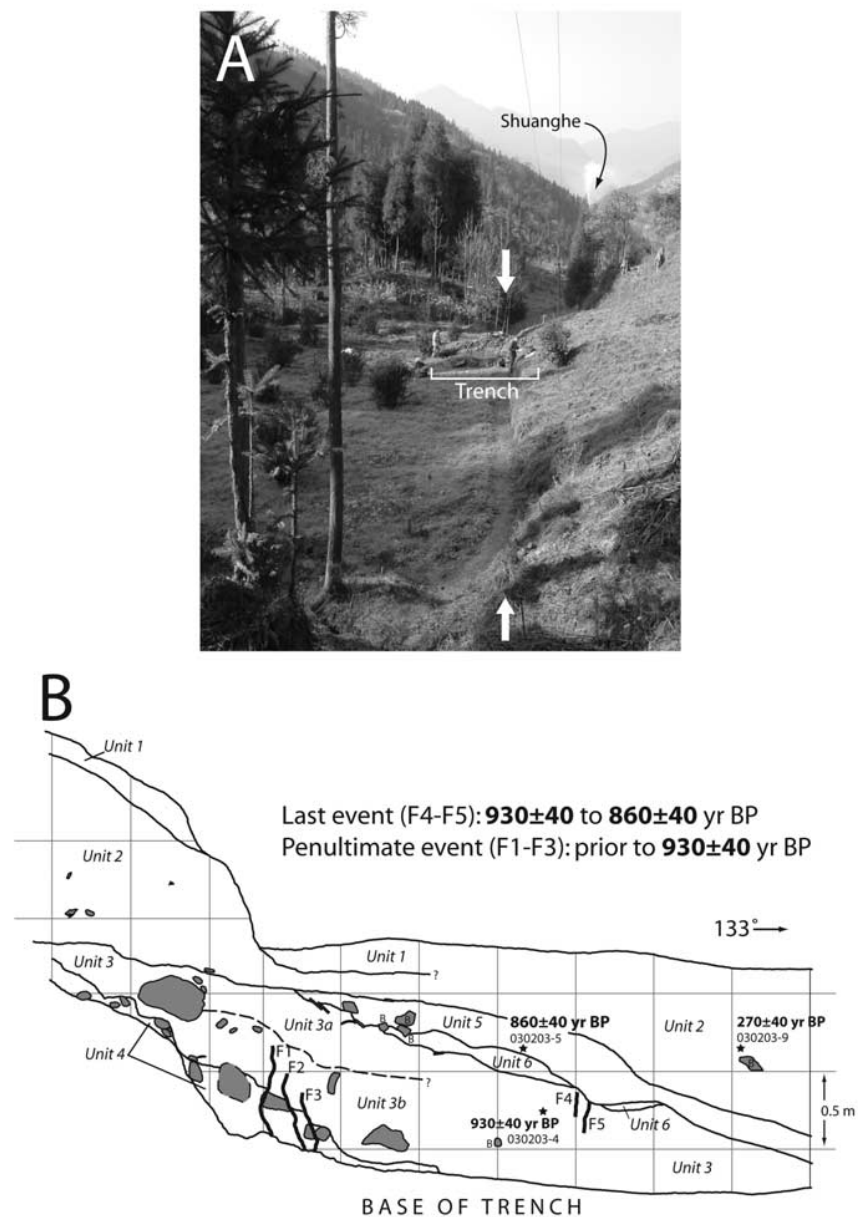 A
Shuanghe
Trench
B
Unit 1
Last event (F4-F5): 930±40 to 860±40 yr BP
Penultimate event (F1-F3): prior to 930±40 yr BP
Unit 2
133°
Unit 1
?
Unit 3
Unit 3a
B
B
B
Unit 5
860±40 yr BP
030203-5
Unit 2
270±40 yr BP
030203-9
B
Unit 4
F1
F2
F3
?
Unit 6
Unit 3b
930±40 yr BP
030203-4
B
F4
F5
Unit 6
0.5 m
Unit 3
BASE OF TRENCH